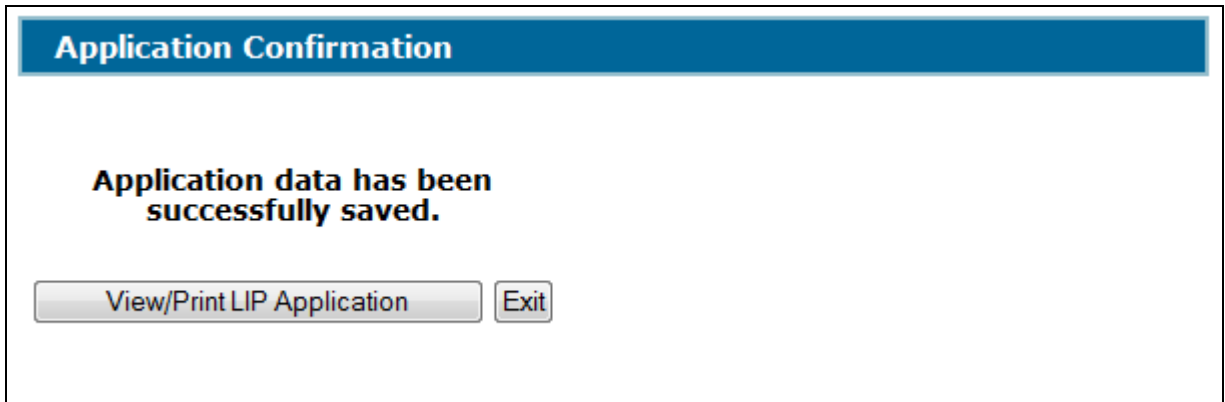 Application Confirmation
Application data has been
successfully saved.
View/Print LIP Application
Exit